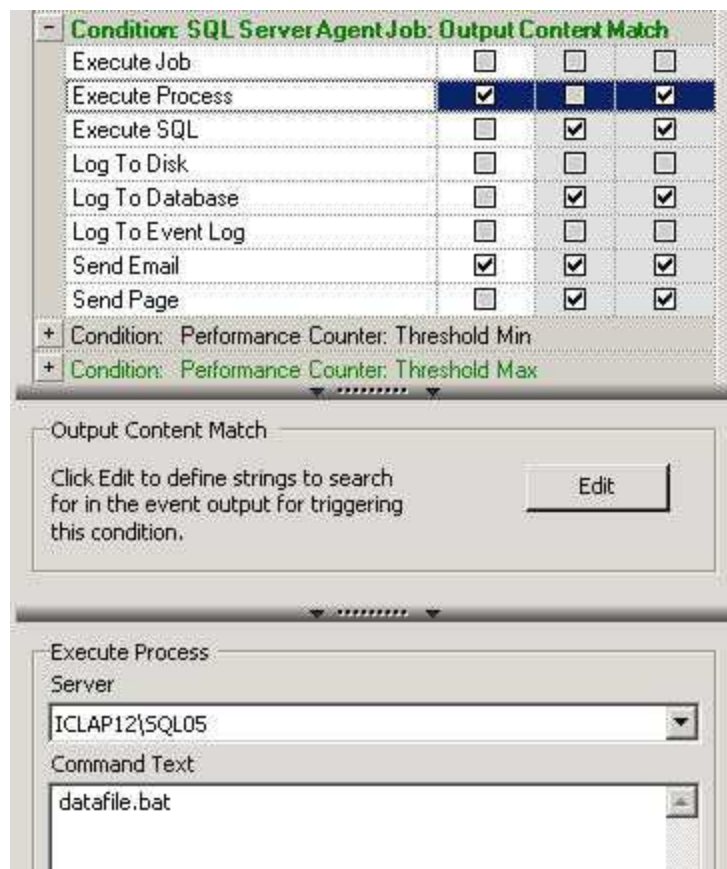 Condition: SQL Server Agent Job: Output Content Match
Execute Job
Execute Process
Execute SQL
Log To Disk
Log To Database
Log To Event Log
Send Email
Send Page
Condition: Performance Counter: Threshold Min
Condition: Performance Counter: Threshold Max
Output Content Match
Click Edit to define strings to search
for in the event output for triggering
this condition.
Edit
Execute Process
Server
ICLAP12\SQL05
Command Text
datafile.bat